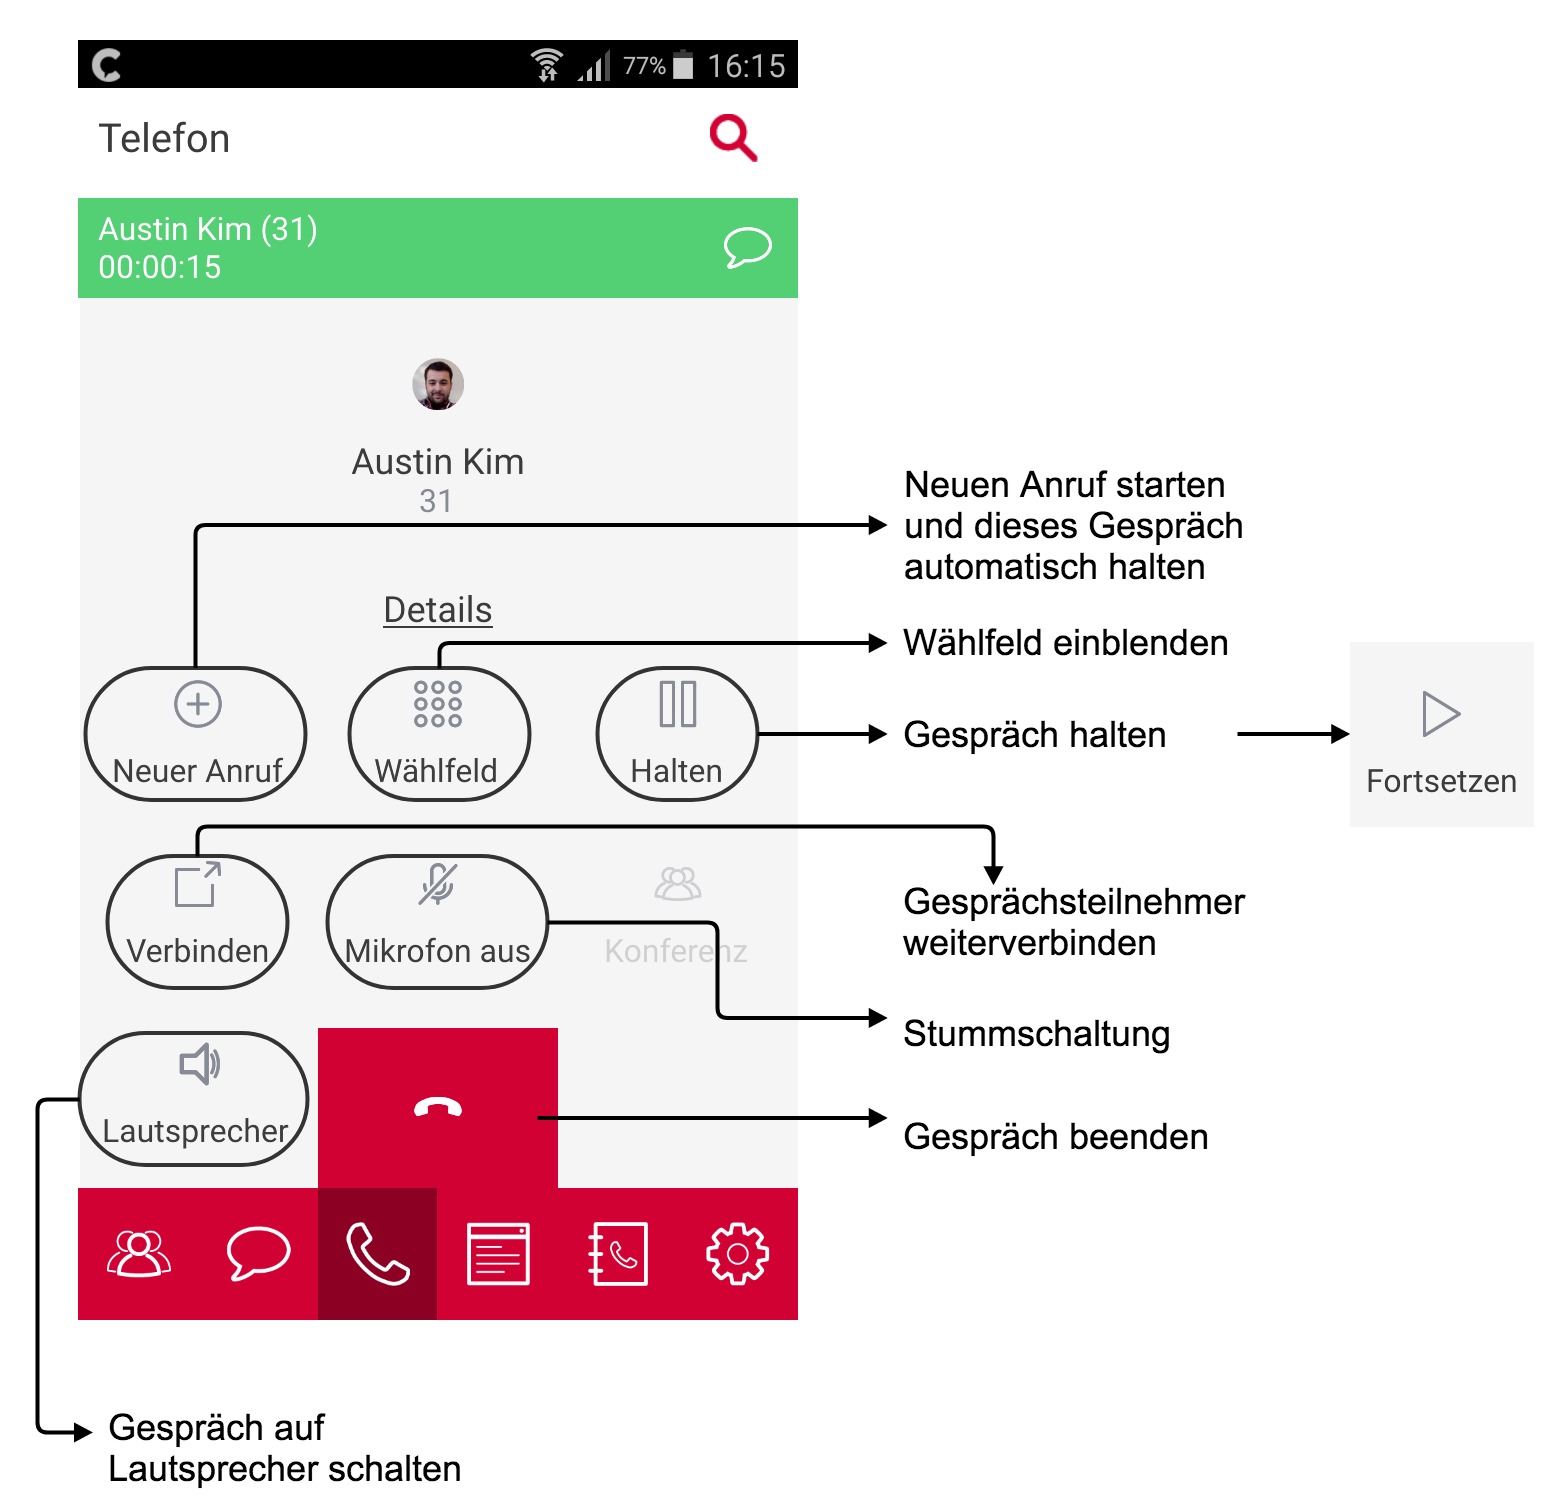 77% 16:15
Telefon
Austin Kim (31)
00:00:15
Austin Kim
31
Neuen Anruf starten
und dieses Gespräch
automatisch halten
Details
Wählfeld einblenden
Neuer Anruf
Wählfeld
Halten
Gespräch halten
Fortsetzen
Verbinden
Mikrofon aus
Konferenz
Gesprächsteilnehmer
weiterverbinden
Stummschaltung
Lautsprecher
Gespräch beenden
Gespräch auf
Lautsprecher schalten